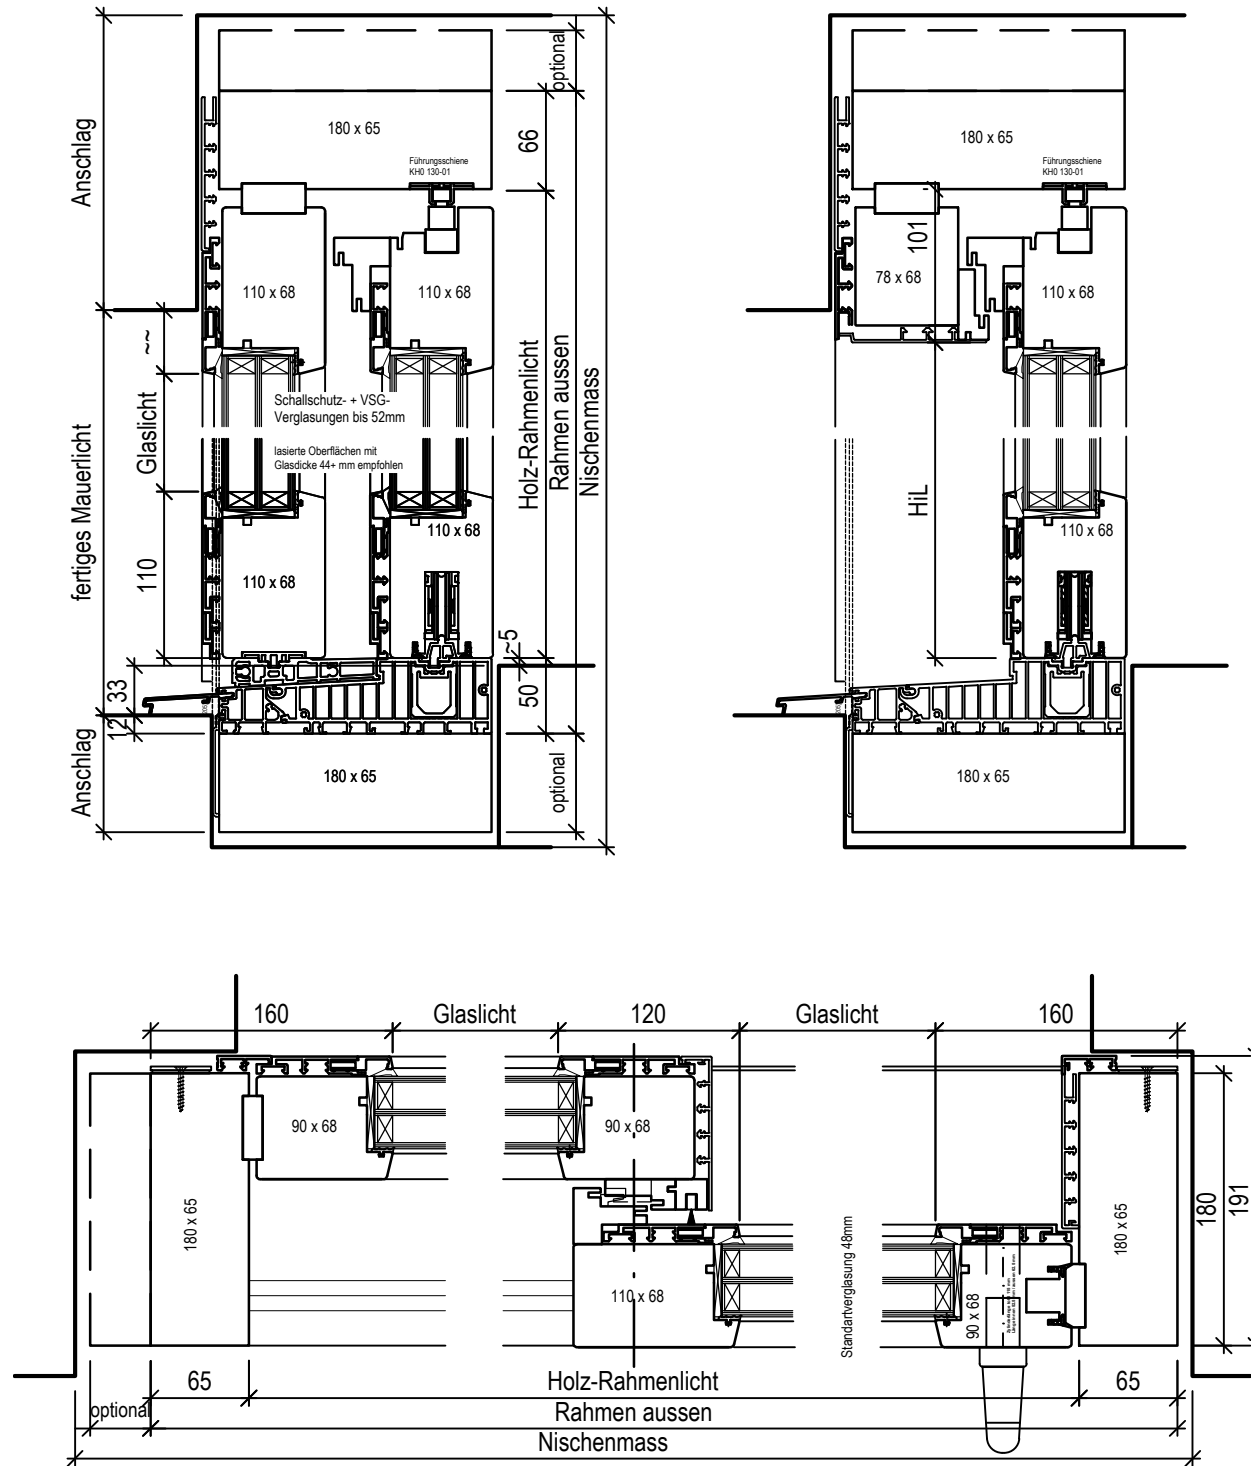 Anschlag
optional
180 x 65
66
Führungsschiene
KH0 130-01
110 x 68
110 x 68
~~
Glaslicht
Schallschutz- + VSG-
Verglasungen bis 52mm
lasierte Oberflächen mit
Glasdicke 44+ mm empfohlen
fertiges Mauerlicht
Holz-Rahmenlicht
Rahmen aussen
Nischenmass
110 x 68
110
110 x 68
~5
33
50
12
Anschlag
180 x 65
optional
180 x 65
Führungsschiene
KH0 130-01
101
78 x 68
110 x 68
HiL
110 x 68
180 x 65
160
Glaslicht
120
Glaslicht
160
90 x 68
90 x 68
180 x 65
180 x 65
180
191
Standartverglasung 48mm
110 x 68
90 x 68
65
Holz-Rahmenlicht
65
optional
Rahmen aussen
Nischenmass